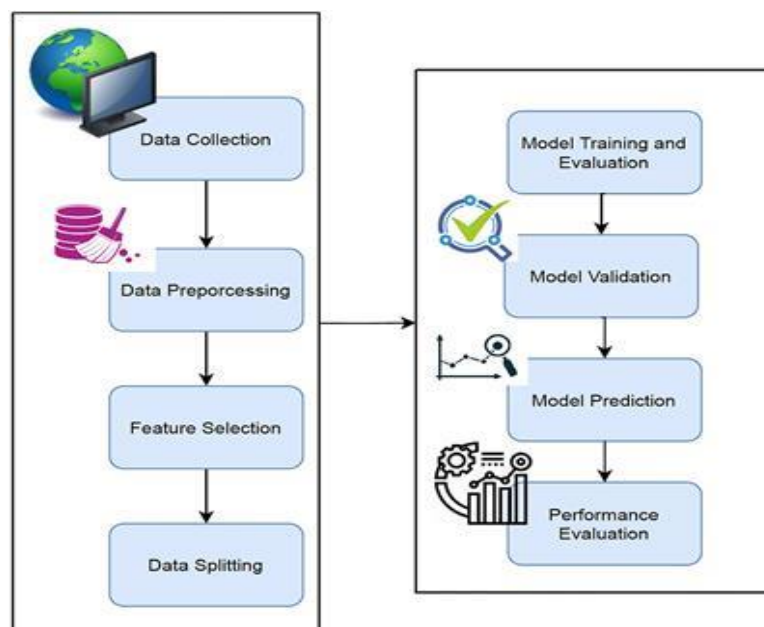 Data Collection
Data Preporcessing
Feature Selection
Data Splitting
Model Training and
Evaluation
Model Validation
Model Prediction
Performance
Evaluation